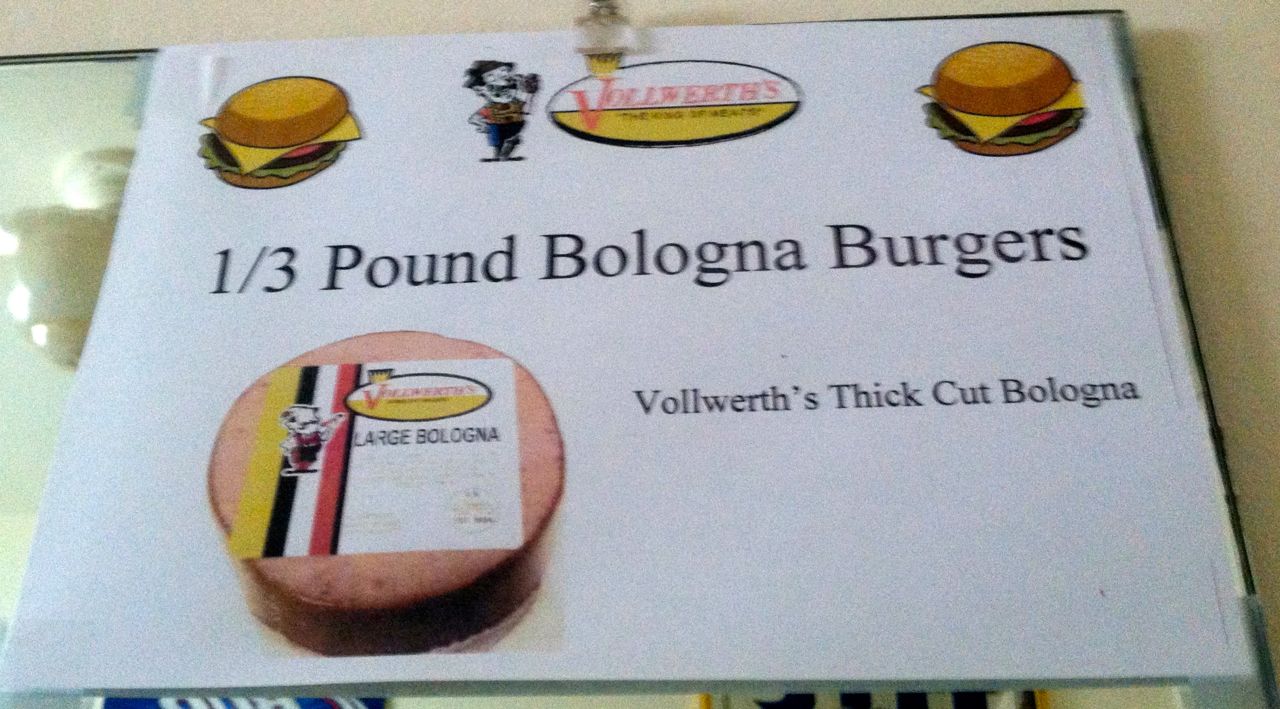 VOLLWERTH'S
"THE KING OF MEATS"
1/3 Pound Bologna Burgers
Vollwerth's Thick Cut Bologna
VOLLWERTH'S
LARGE BOLOGNA